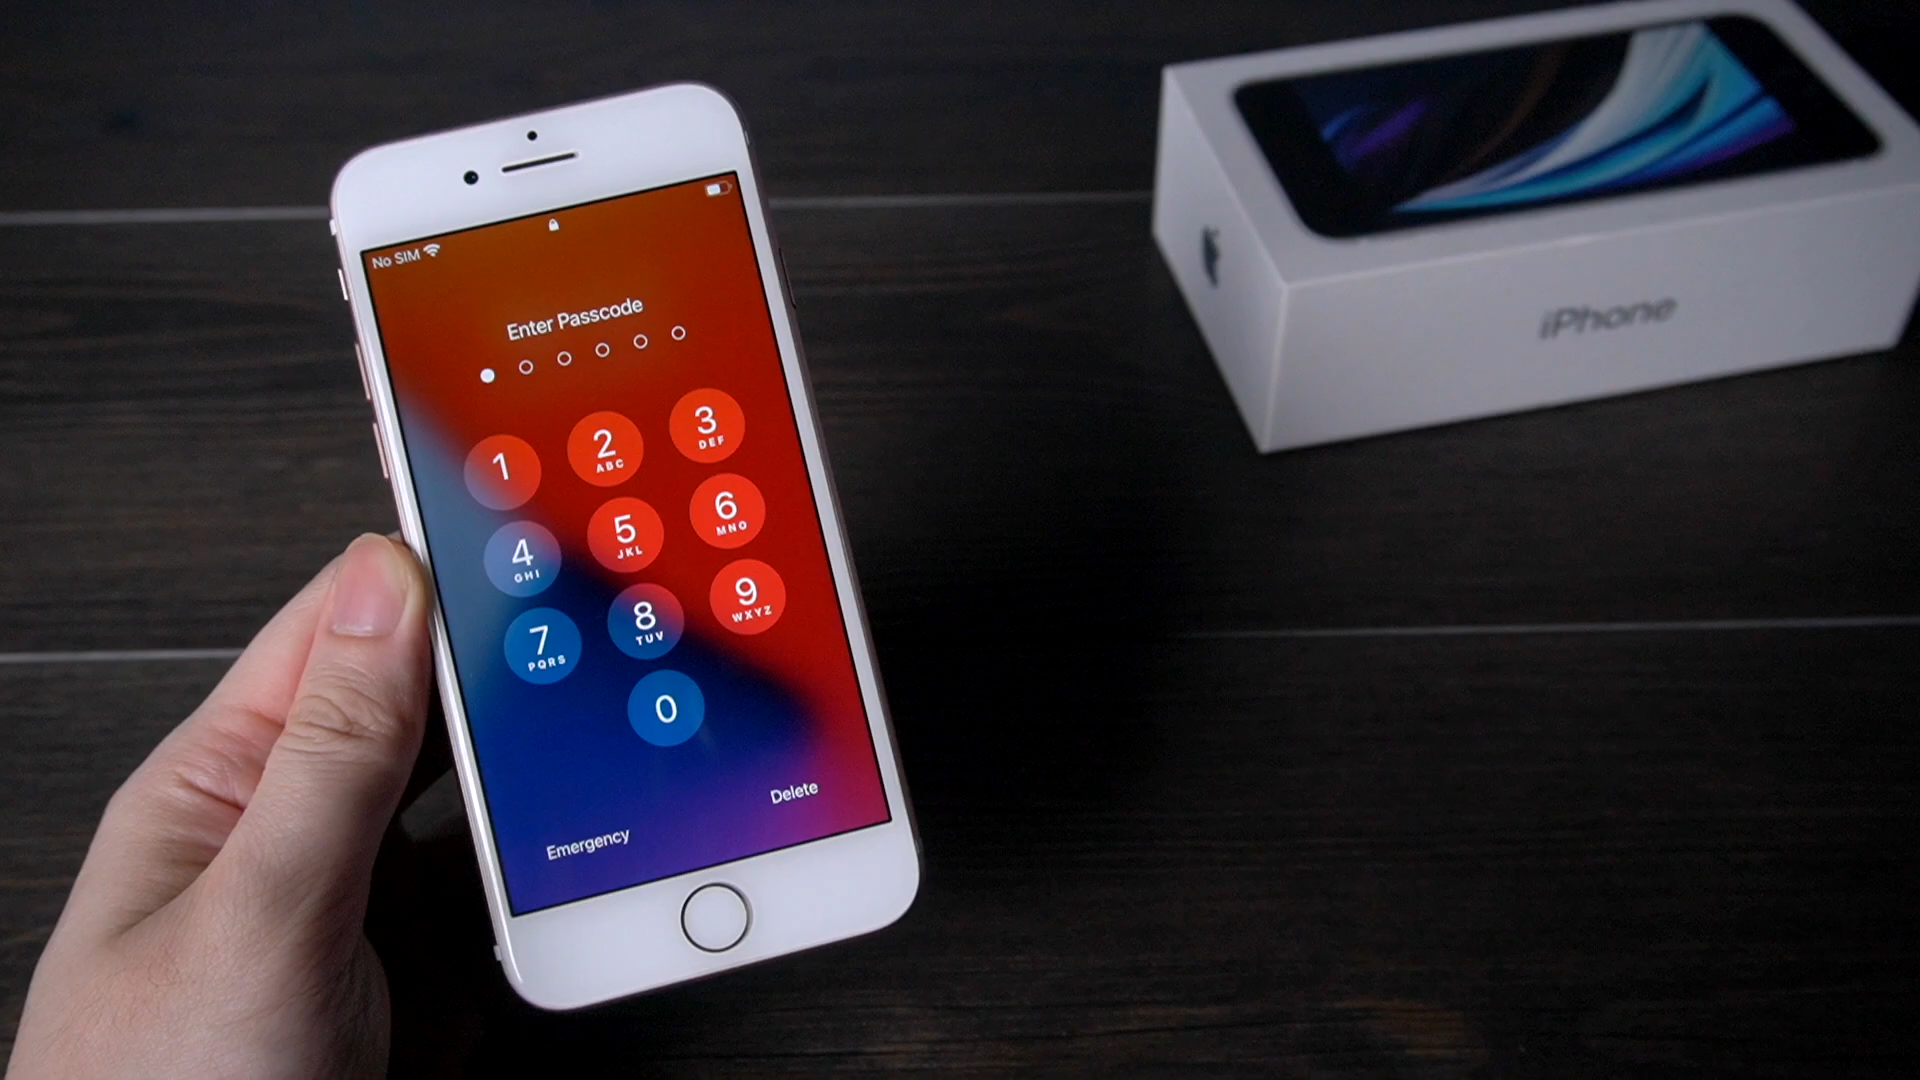 No SIM
Enter Passcode
1
2
ABC
3
DEF
4
GHI
5
JKL
6
MNO
7
PQRS
8
TUV
9
WXYZ
0
Emergency
Delete
iPhone